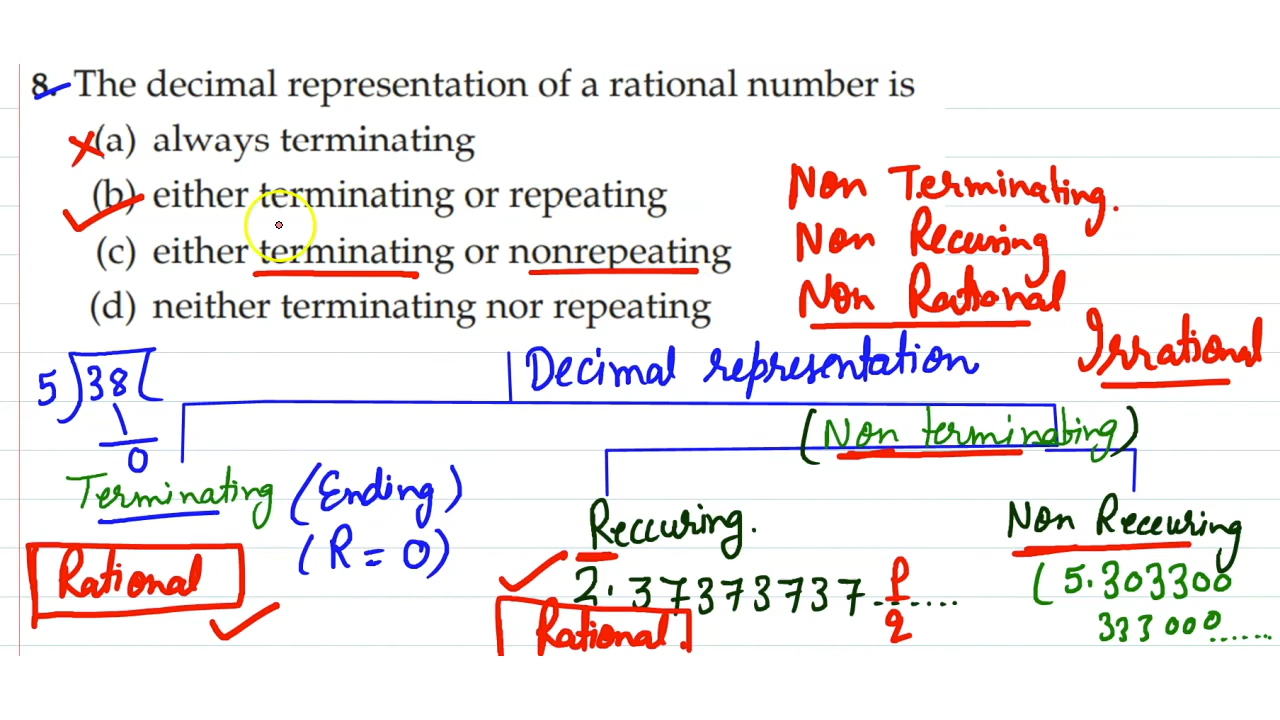 8. The decimal representation of a rational number is
(a) always terminating
(b) either terminating or repeating
(c) either terminating or nonrepeating
(d) neither terminating nor repeating
Non Terminating.
Non Recuring
Non Rational
Irrational
Decimal representation
5)38(
0
(Non terminating)
Terminating (Ending)
(R = 0)
Rational
Reccuring.
2.37373737........
p
q
Rational.
Non Receuring
(5.303300
333000......